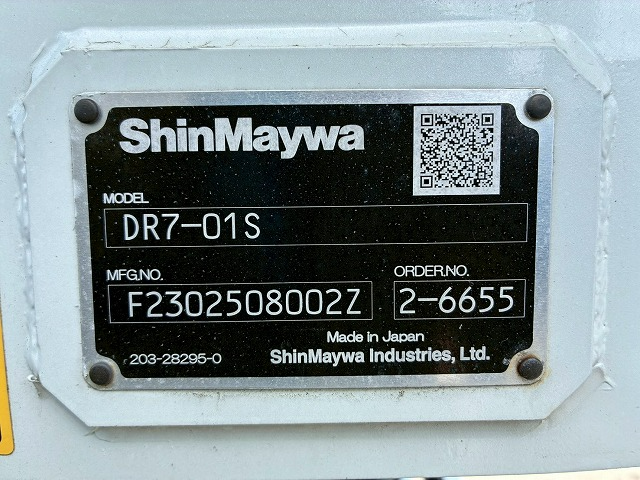 ShinMaywa
MODEL
DR7-01S
MFG.NO. ORDER.NO.
F2302508002Z 2-6655
Made in Japan
203-28295-0 ShinMaywa Industries, Ltd.